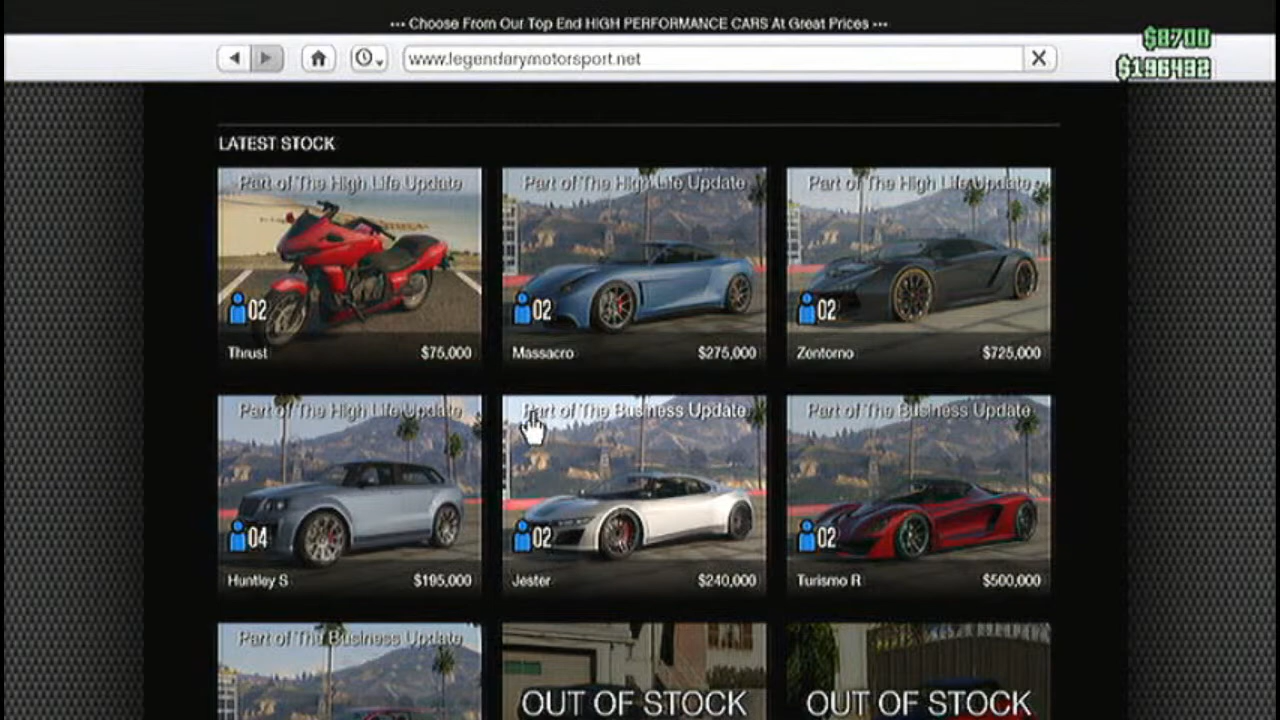 --- Choose From Our Top End HIGH PERFORMANCE CARS At Great Prices ---
$8700
www.legendarymotorsport.net
$196432
LATEST STOCK
Part of The High Life Update
Part of The High Life Update
Part of The High Life Update
02
02
02
Thrust $75,000
Massacro $275,000
Zentorno $725,000
Part of The High Life Update
Part of The Business Update
Part of The Business Update
04
02
02
Huntley S $195,000
Jester $240,000
Turismo R $500,000
Part of The Business Update
OUT OF STOCK
OUT OF STOCK